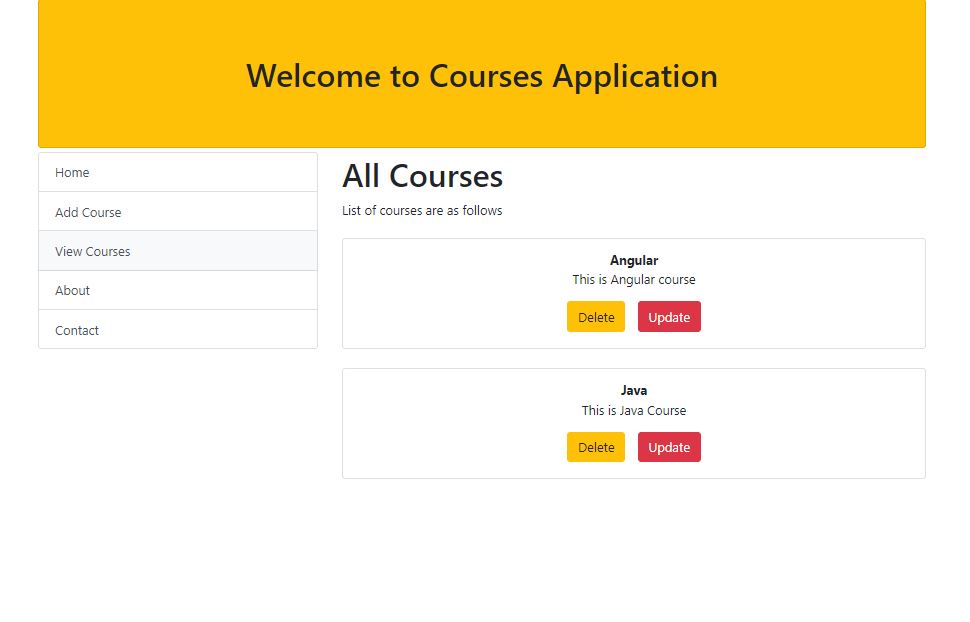 Welcome to Courses Application
Home
Add Course
View Courses
About
Contact
All Courses
List of courses are as follows
Angular
This is Angular course
Delete Update
Java
This is Java Course
Delete Update